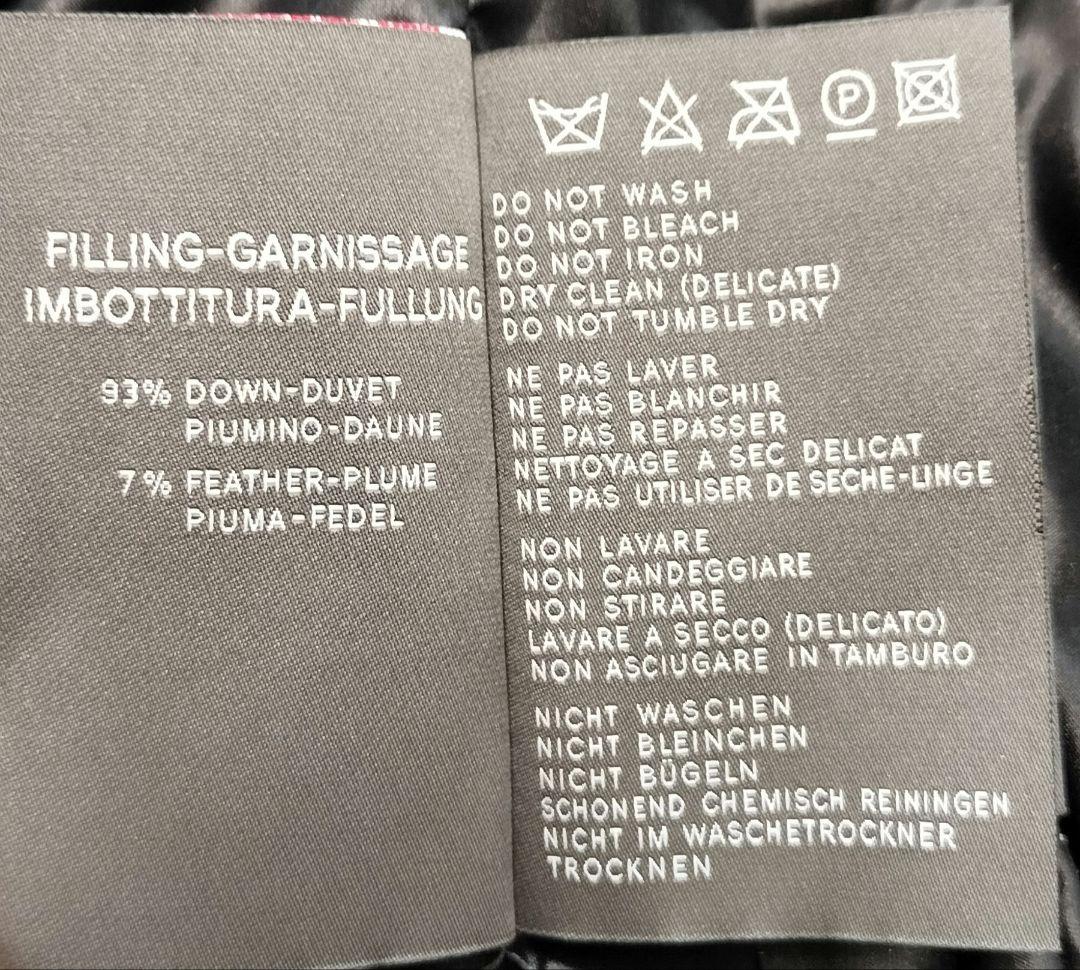 FILLING-GARNISSAGE
IMBOTTITURA-FULLUNG
93% DOWN-DUVET
PIUMINO-DAUNE
7% FEATHER-PLUME
PIUMA-FEDEL
P
DO NOT WASH
DO NOT BLEACH
DO NOT IRON
DRY CLEAN (DELICATE)
DO NOT TUMBLE DRY
NE PAS LAVER
NE PAS BLANCHIR
NE PAS REPASSER
NETTOYAGE A SEC DELICAT
NE PAS UTILISER DE SECHE-LINGE
NON LAVARE
NON CANDEGGIARE
NON STIRARE
LAVARE A SECCO (DELICATO)
NON ASCIUGARE IN TAMBURO
NICHT WASCHEN
NICHT BLEINCHEN
NICHT BÜGELN
SCHONEND CHEMISCH REININGEN
NICHT IM WASCHETROCKNER
TROCKNEN